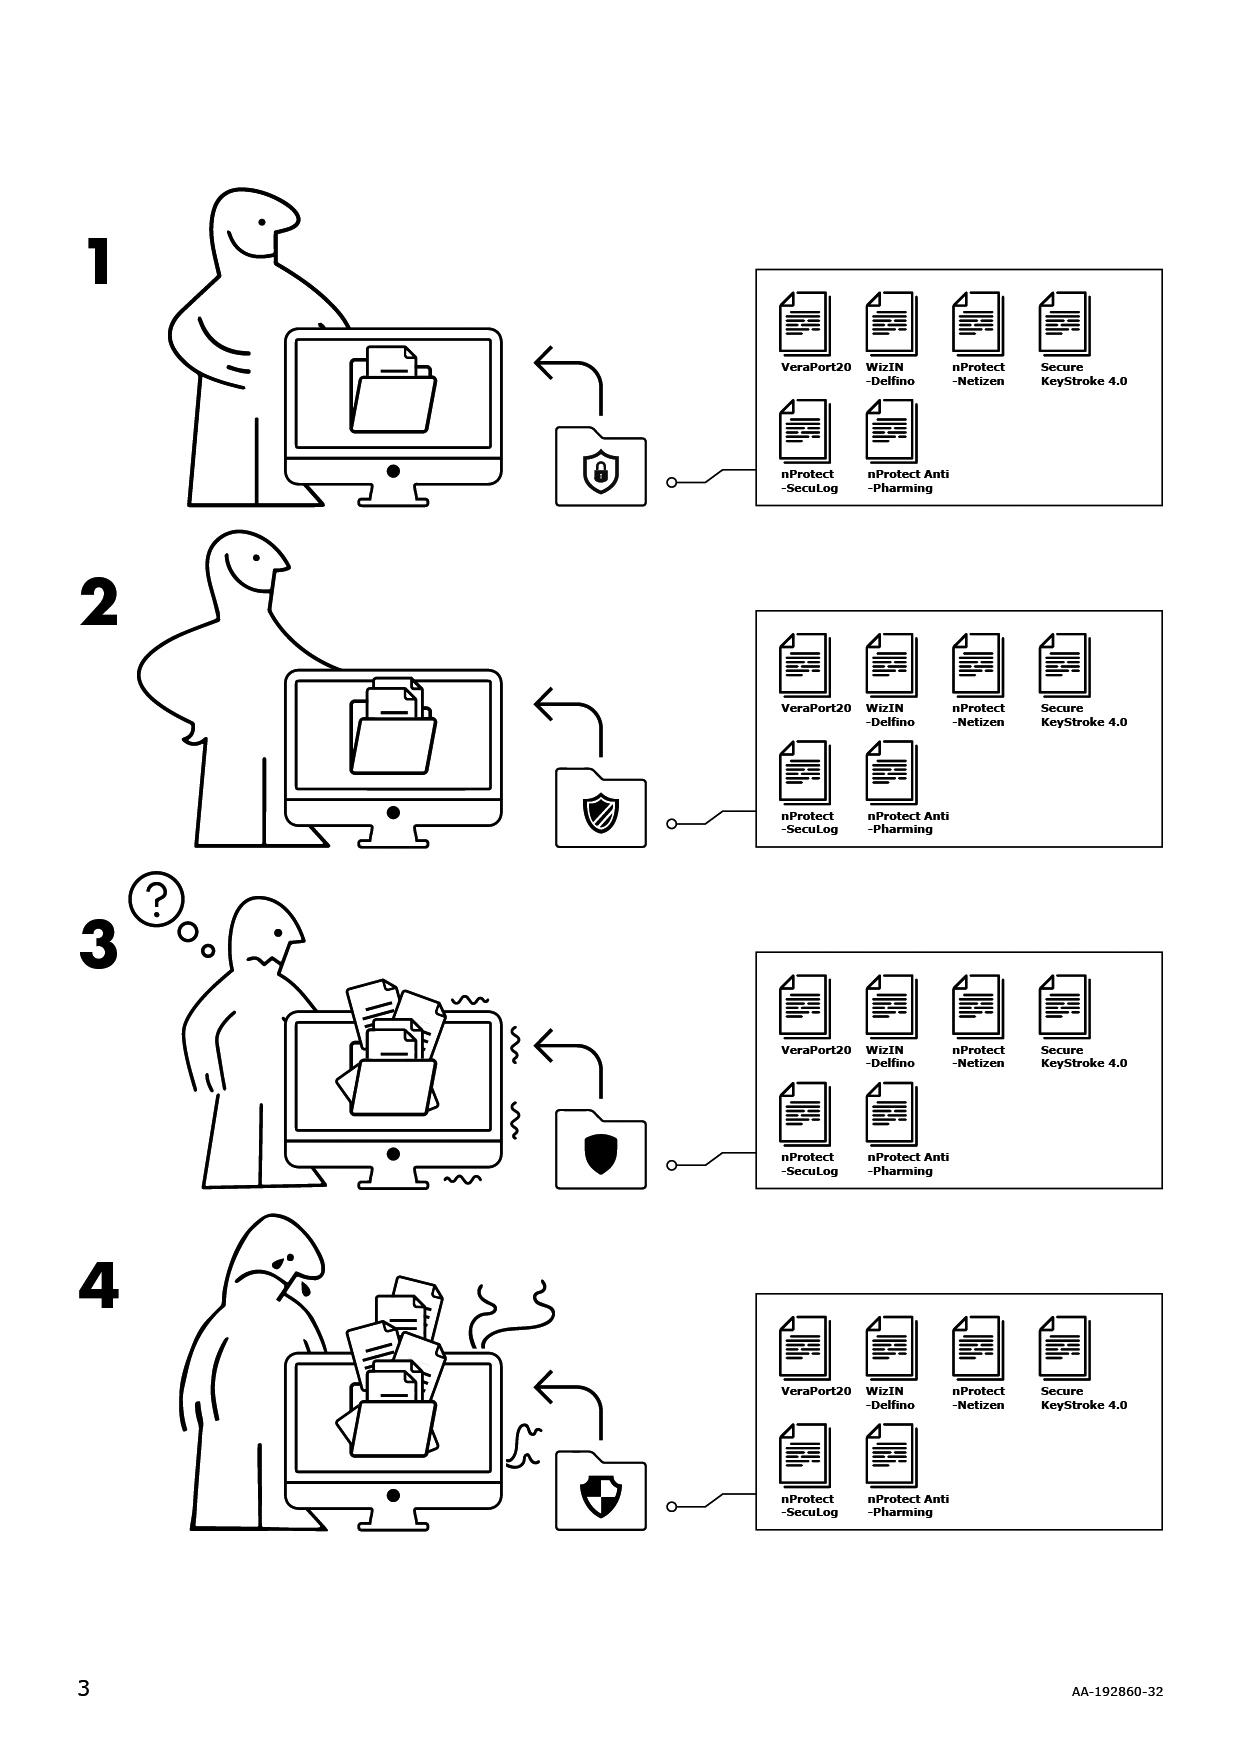 1
VeraPort20 WizIN nProtect Secure
-Delfino -Netizen KeyStroke 4.0
nProtect nProtect Anti
-SecuLog -Pharming
2
VeraPort20 WizIN nProtect Secure
-Delfino -Netizen KeyStroke 4.0
nProtect nProtect Anti
-SecuLog -Pharming
?
3
VeraPort20 WizIN nProtect Secure
-Delfino -Netizen KeyStroke 4.0
nProtect nProtect Anti
-SecuLog -Pharming
4
VeraPort20 WizIN nProtect Secure
-Delfino -Netizen KeyStroke 4.0
nProtect nProtect Anti
-SecuLog -Pharming
3 AA-192860-32